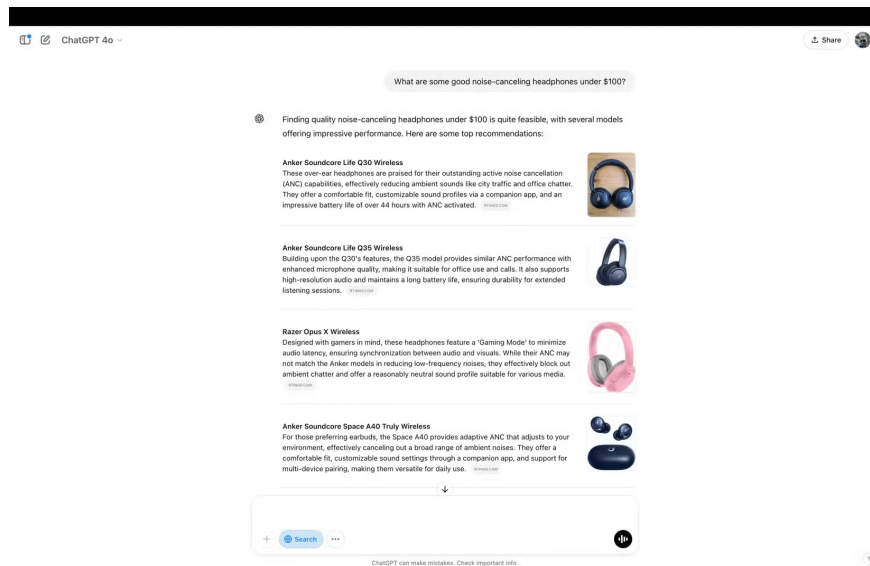 ChatGPT 4o
Share
What are some good noise-canceling headphones under $100?
Finding quality noise-canceling headphones under $100 is quite feasible, with several models
offering impressive performance. Here are some top recommendations:
Anker Soundcore Life Q30 Wireless
These over-ear headphones are praised for their outstanding active noise cancellation
(ANC) capabilities, effectively reducing ambient sounds like city traffic and office chatter.
They offer a comfortable fit, customizable sound profiles via a companion app, and an
impressive battery life of over 44 hours with ANC activated. RTINGS.COM
Anker Soundcore Life Q35 Wireless
Building upon the Q30's features, the Q35 model provides similar ANC performance with
enhanced microphone quality, making it suitable for office use and calls. It also supports
high-resolution audio and maintains a long battery life, ensuring durability for extended
listening sessions. RTINGS.COM
Razer Opus X Wireless
Designed with gamers in mind, these headphones feature a 'Gaming Mode' to minimize
audio latency, ensuring synchronization between audio and visuals. While their ANC may
not match the Anker models in reducing low-frequency noises, they effectively block out
ambient chatter and offer a reasonably neutral sound profile suitable for various media.
RTINGS.COM
Anker Soundcore Space A40 Truly Wireless
For those preferring earbuds, the Space A40 provides adaptive ANC that adjusts to your
environment, effectively canceling out a broad range of ambient noises. They offer a
comfortable fit, customizable sound settings through a companion app, and support for
multi-device pairing, making them versatile for daily use. RTINGS.COM
Search
ChatGPT can make mistakes. Check important info.
?